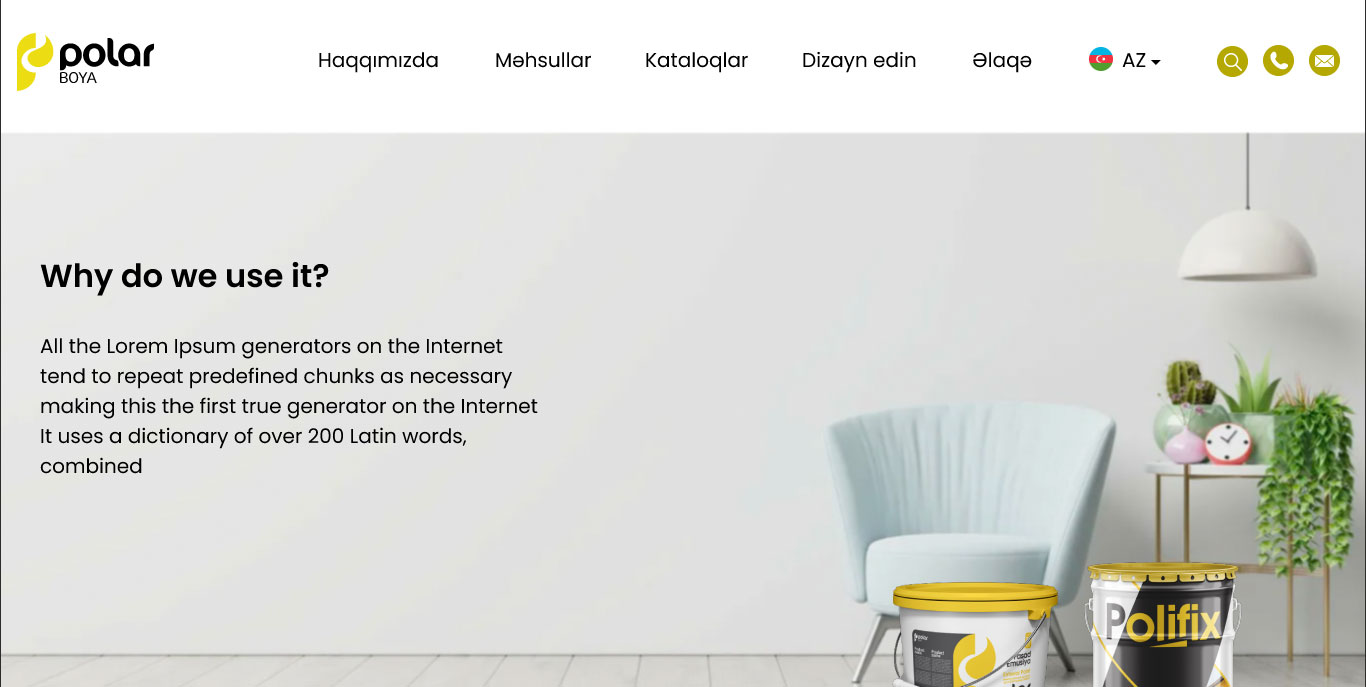 polar
BOYA
Haqqımızda
Məhsullar
Kataloqlar
Dizayn edin
Əlaqə
AZ
Why do we use it?
All the Lorem Ipsum generators on the Internet
tend to repeat predefined chunks as necessary
making this the first true generator on the Internet
It uses a dictionary of over 200 Latin words,
combined
polar
Emulsiya
Polifix